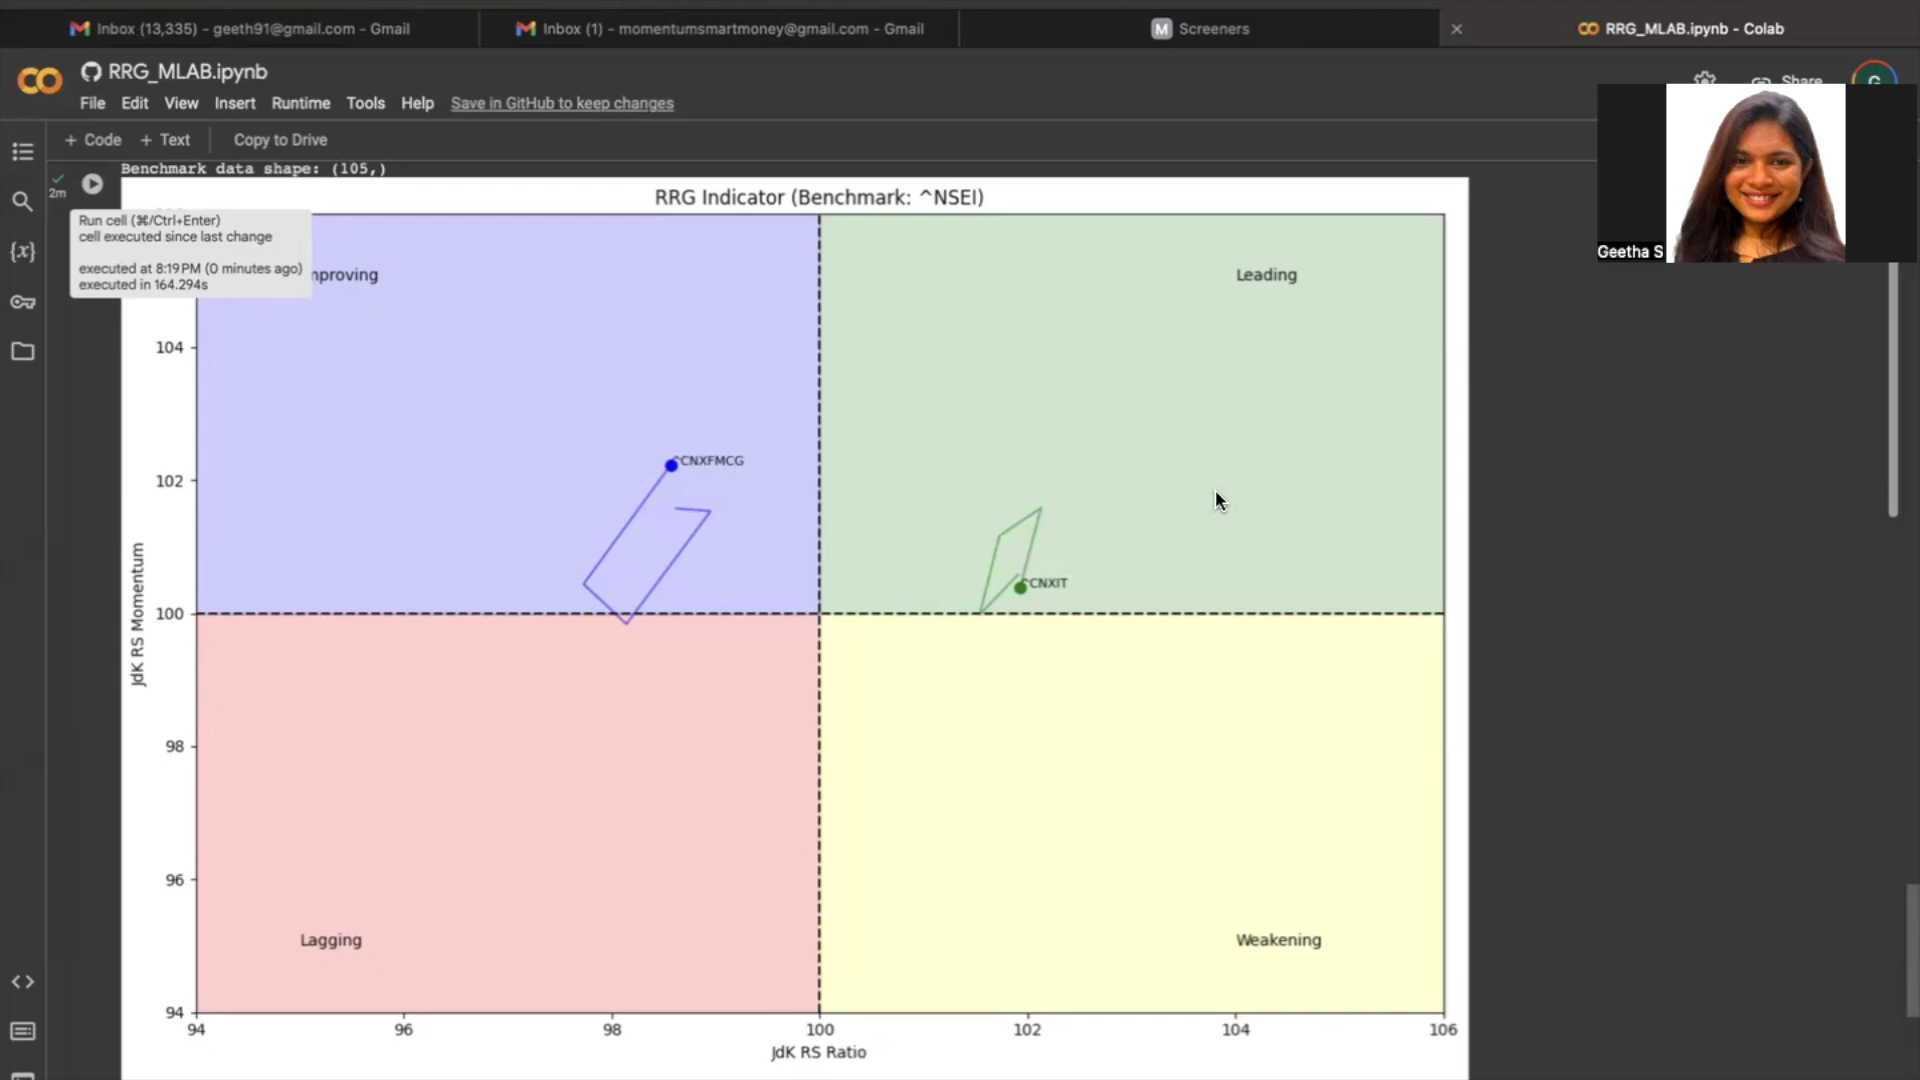 Inbox (13,335) – geeth91@gmail.com – Gmail
Inbox (1) – momentumsmartmoney@gmail.com – Gmail
M Screeners
RRG_MLAB.ipynb - Colab
RRG_MLAB.ipynb
Share
G
File Edit View Insert Runtime Tools Help Save in GitHub to keep changes
+ Code + Text Copy to Drive
Benchmark data shape: (105,)
2m
RRG Indicator (Benchmark: ^NSEI)
Run cell (⌘/Ctrl+Enter)
cell executed since last change
executed at 8:19 PM (0 minutes ago)
executed in 164.294s
{x}
Geetha S
mproving
Leading
104
^CNXFMCG
102
^CNXIT
100
JdK RS Momentum
98
96
Lagging
Weakening
94
94 96 98 100 102 104 106
JdK RS Ratio